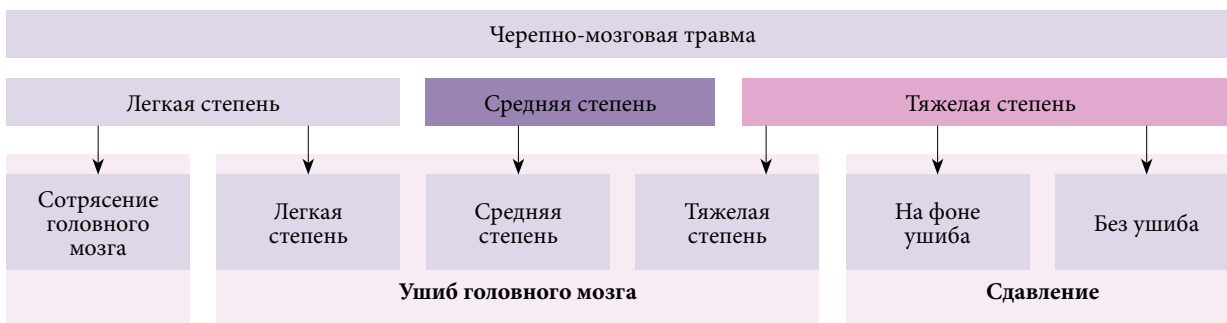 Черепно-мозговая травма
Легкая степень
Средняя степень
Тяжелая степень
Сотрясение
головного
мозга
Легкая
степень
Средняя
степень
Тяжелая
степень
На фоне
ушиба
Без ушиба
Ушиб головного мозга
Сдавление